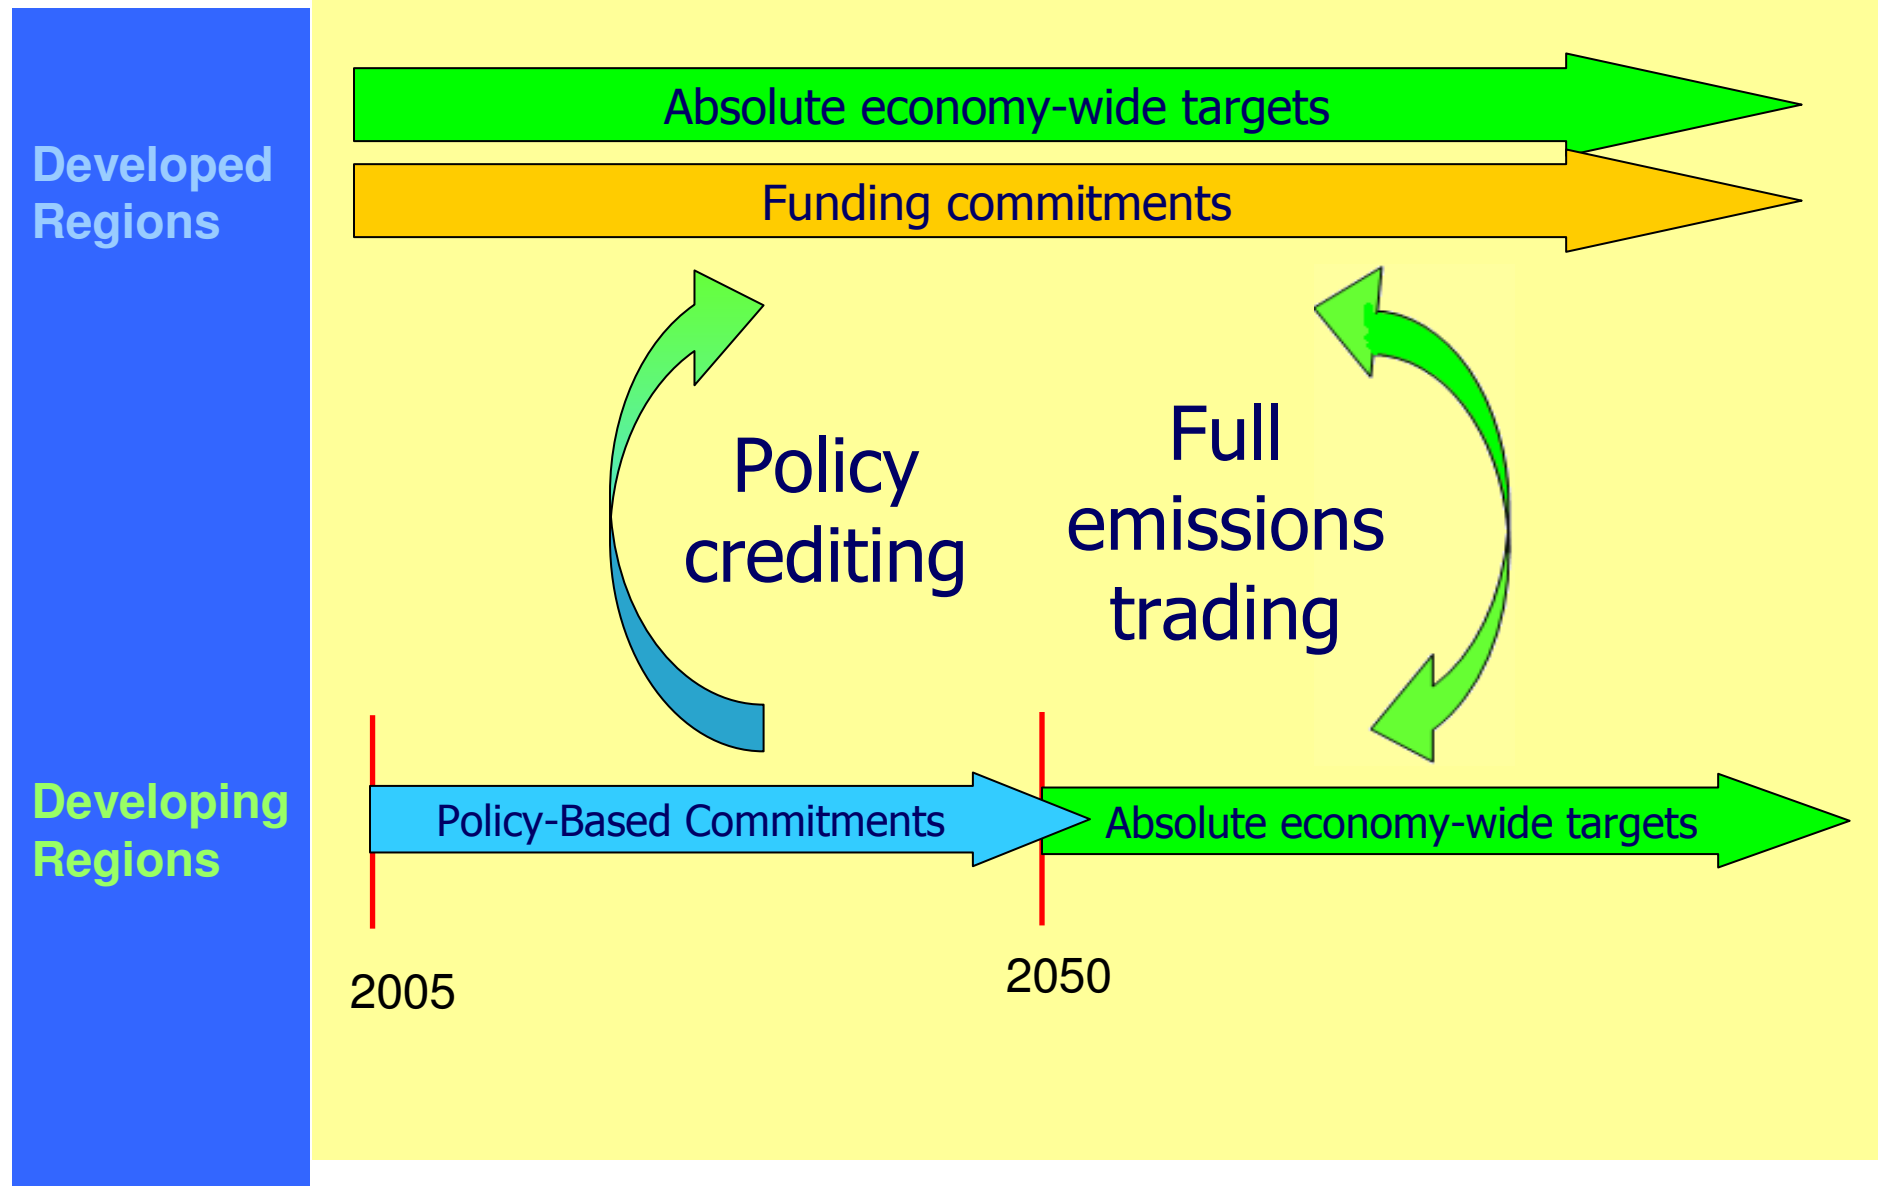 Absolute economy-wide targets
Developed
Regions
Funding commitments
Policy
crediting
Full
emissions
trading
Developing
Regions
Policy-Based Commitments
Absolute economy-wide targets
2005
2050